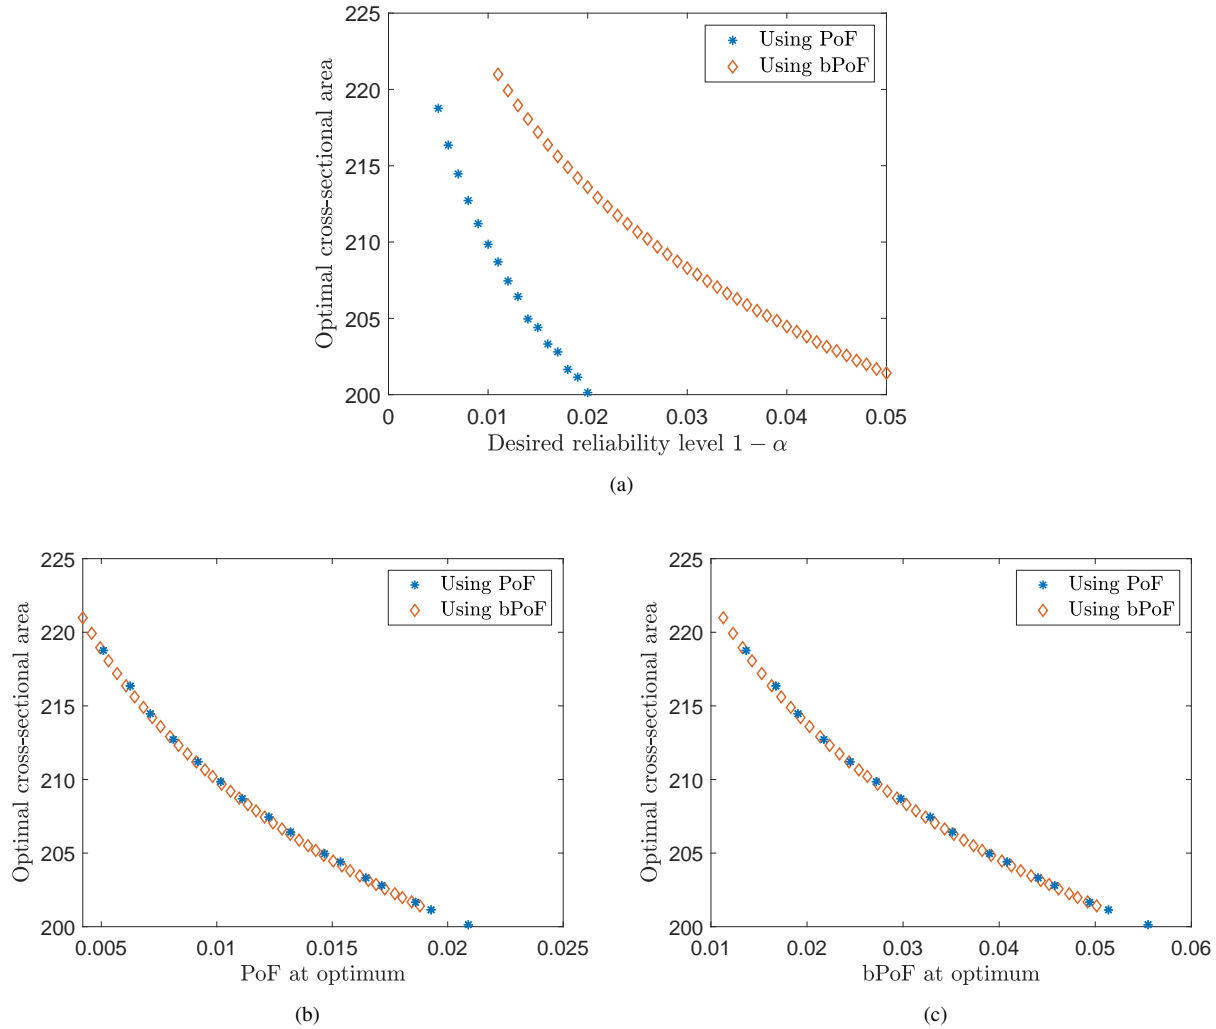 225
220
215
210
205
200
Optimal cross-sectional area
Using PoF
Using bPoF
0 0.01 0.02 0.03 0.04 0.05
Desired reliability level 1 − α
(a)
225
220
215
210
205
200
Optimal cross-sectional area
Using PoF
Using bPoF
0.005 0.01 0.015 0.02 0.025
PoF at optimum
(b)
225
220
215
210
205
200
Optimal cross-sectional area
Using PoF
Using bPoF
0.01 0.02 0.03 0.04 0.05 0.06
bPoF at optimum
(c)